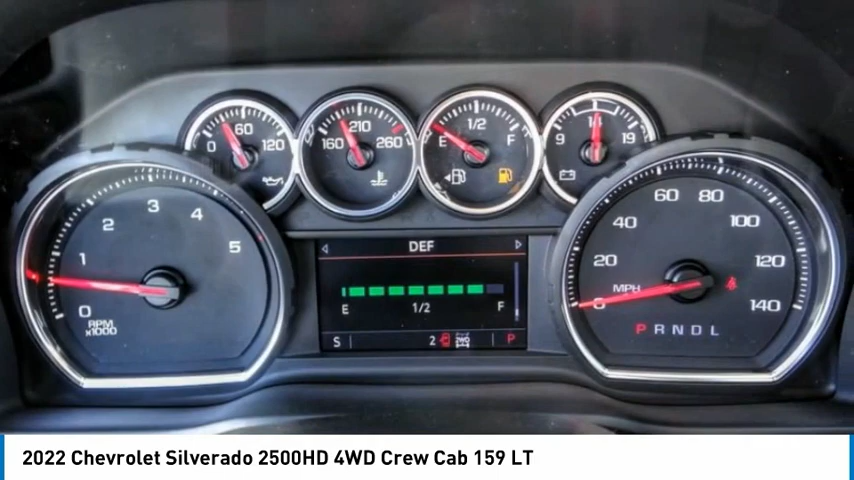 0 60 120
160 210 260
E 1/2 F
9 14 19
0 1 2 3 4 5
RPM
x1000
DEF
E 1/2 F
S 2 2WD P
0 20 40 60 80 100 120 140
MPH
P R N D L
2022 Chevrolet Silverado 2500HD 4WD Crew Cab 159 LT